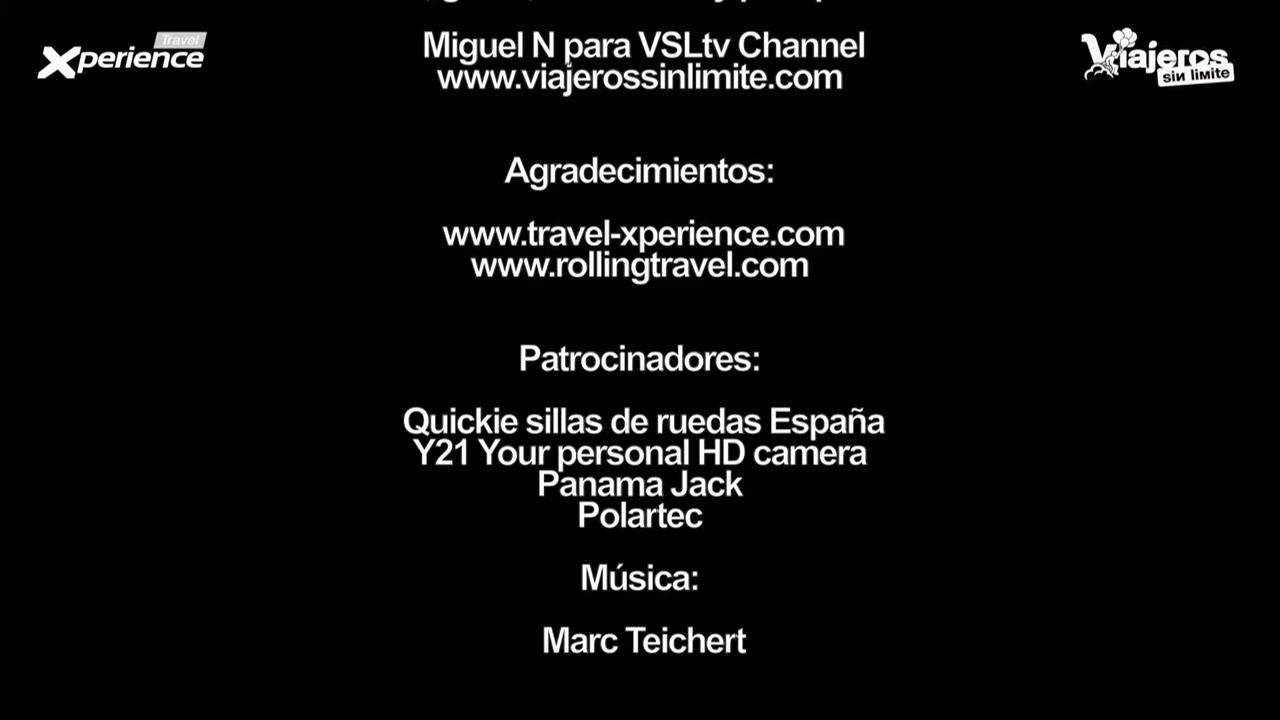 Travel
Xperience
Viajeros
sin limite
Miguel N para VSLtv Channel
www.viajerossinlimite.com
Agradecimientos:
www.travel-xperience.com
www.rollingtravel.com
Patrocinadores:
Quickie sillas de ruedas España
Y21 Your personal HD camera
Panama Jack
Polartec
Música:
Marc Teichert